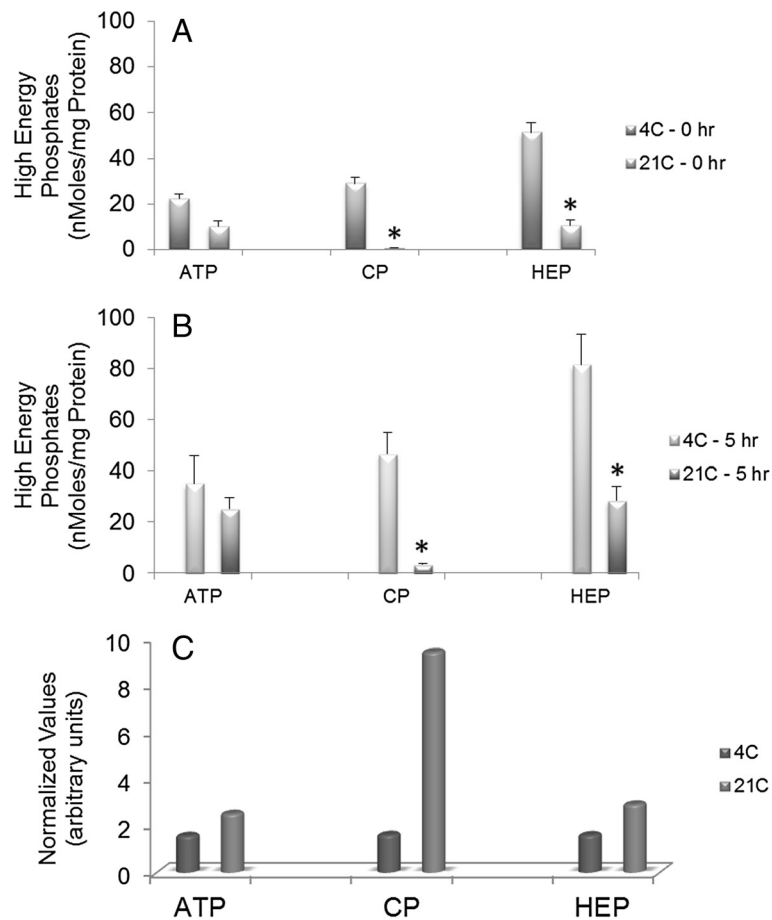 A
High Energy
Phosphates
(nMoles/mg Protein)
100
80
60
40
20
0
*
*
ATP
CP
HEP
4C - 0 hr
21C - 0 hr
B
High Energy
Phosphates
(nMoles/mg Protein)
100
80
60
40
20
0
*
*
ATP
CP
HEP
4C - 5 hr
21C - 5 hr
C
Normalized Values
(arbitrary units)
10
8
6
4
2
0
ATP
CP
HEP
4C
21C